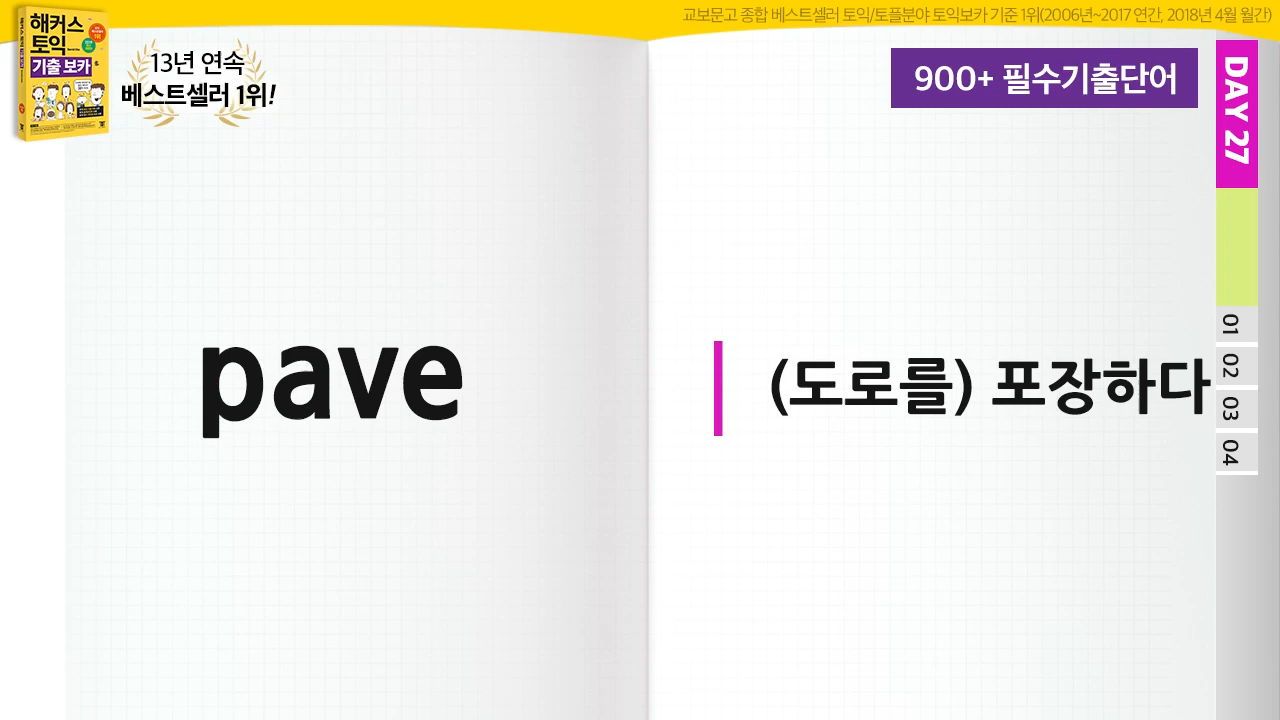 교보문고 종합 베스트셀러 토익/토플분야 토익보카 기준 1위(2006년~2017 연간, 2018년 4월 월간)
해커스
토익
기출 보카
13년 연속
베스트셀러 1위!
900+ 필수기출단어
DAY 27
pave
(도로를) 포장하다
01
02
03
04